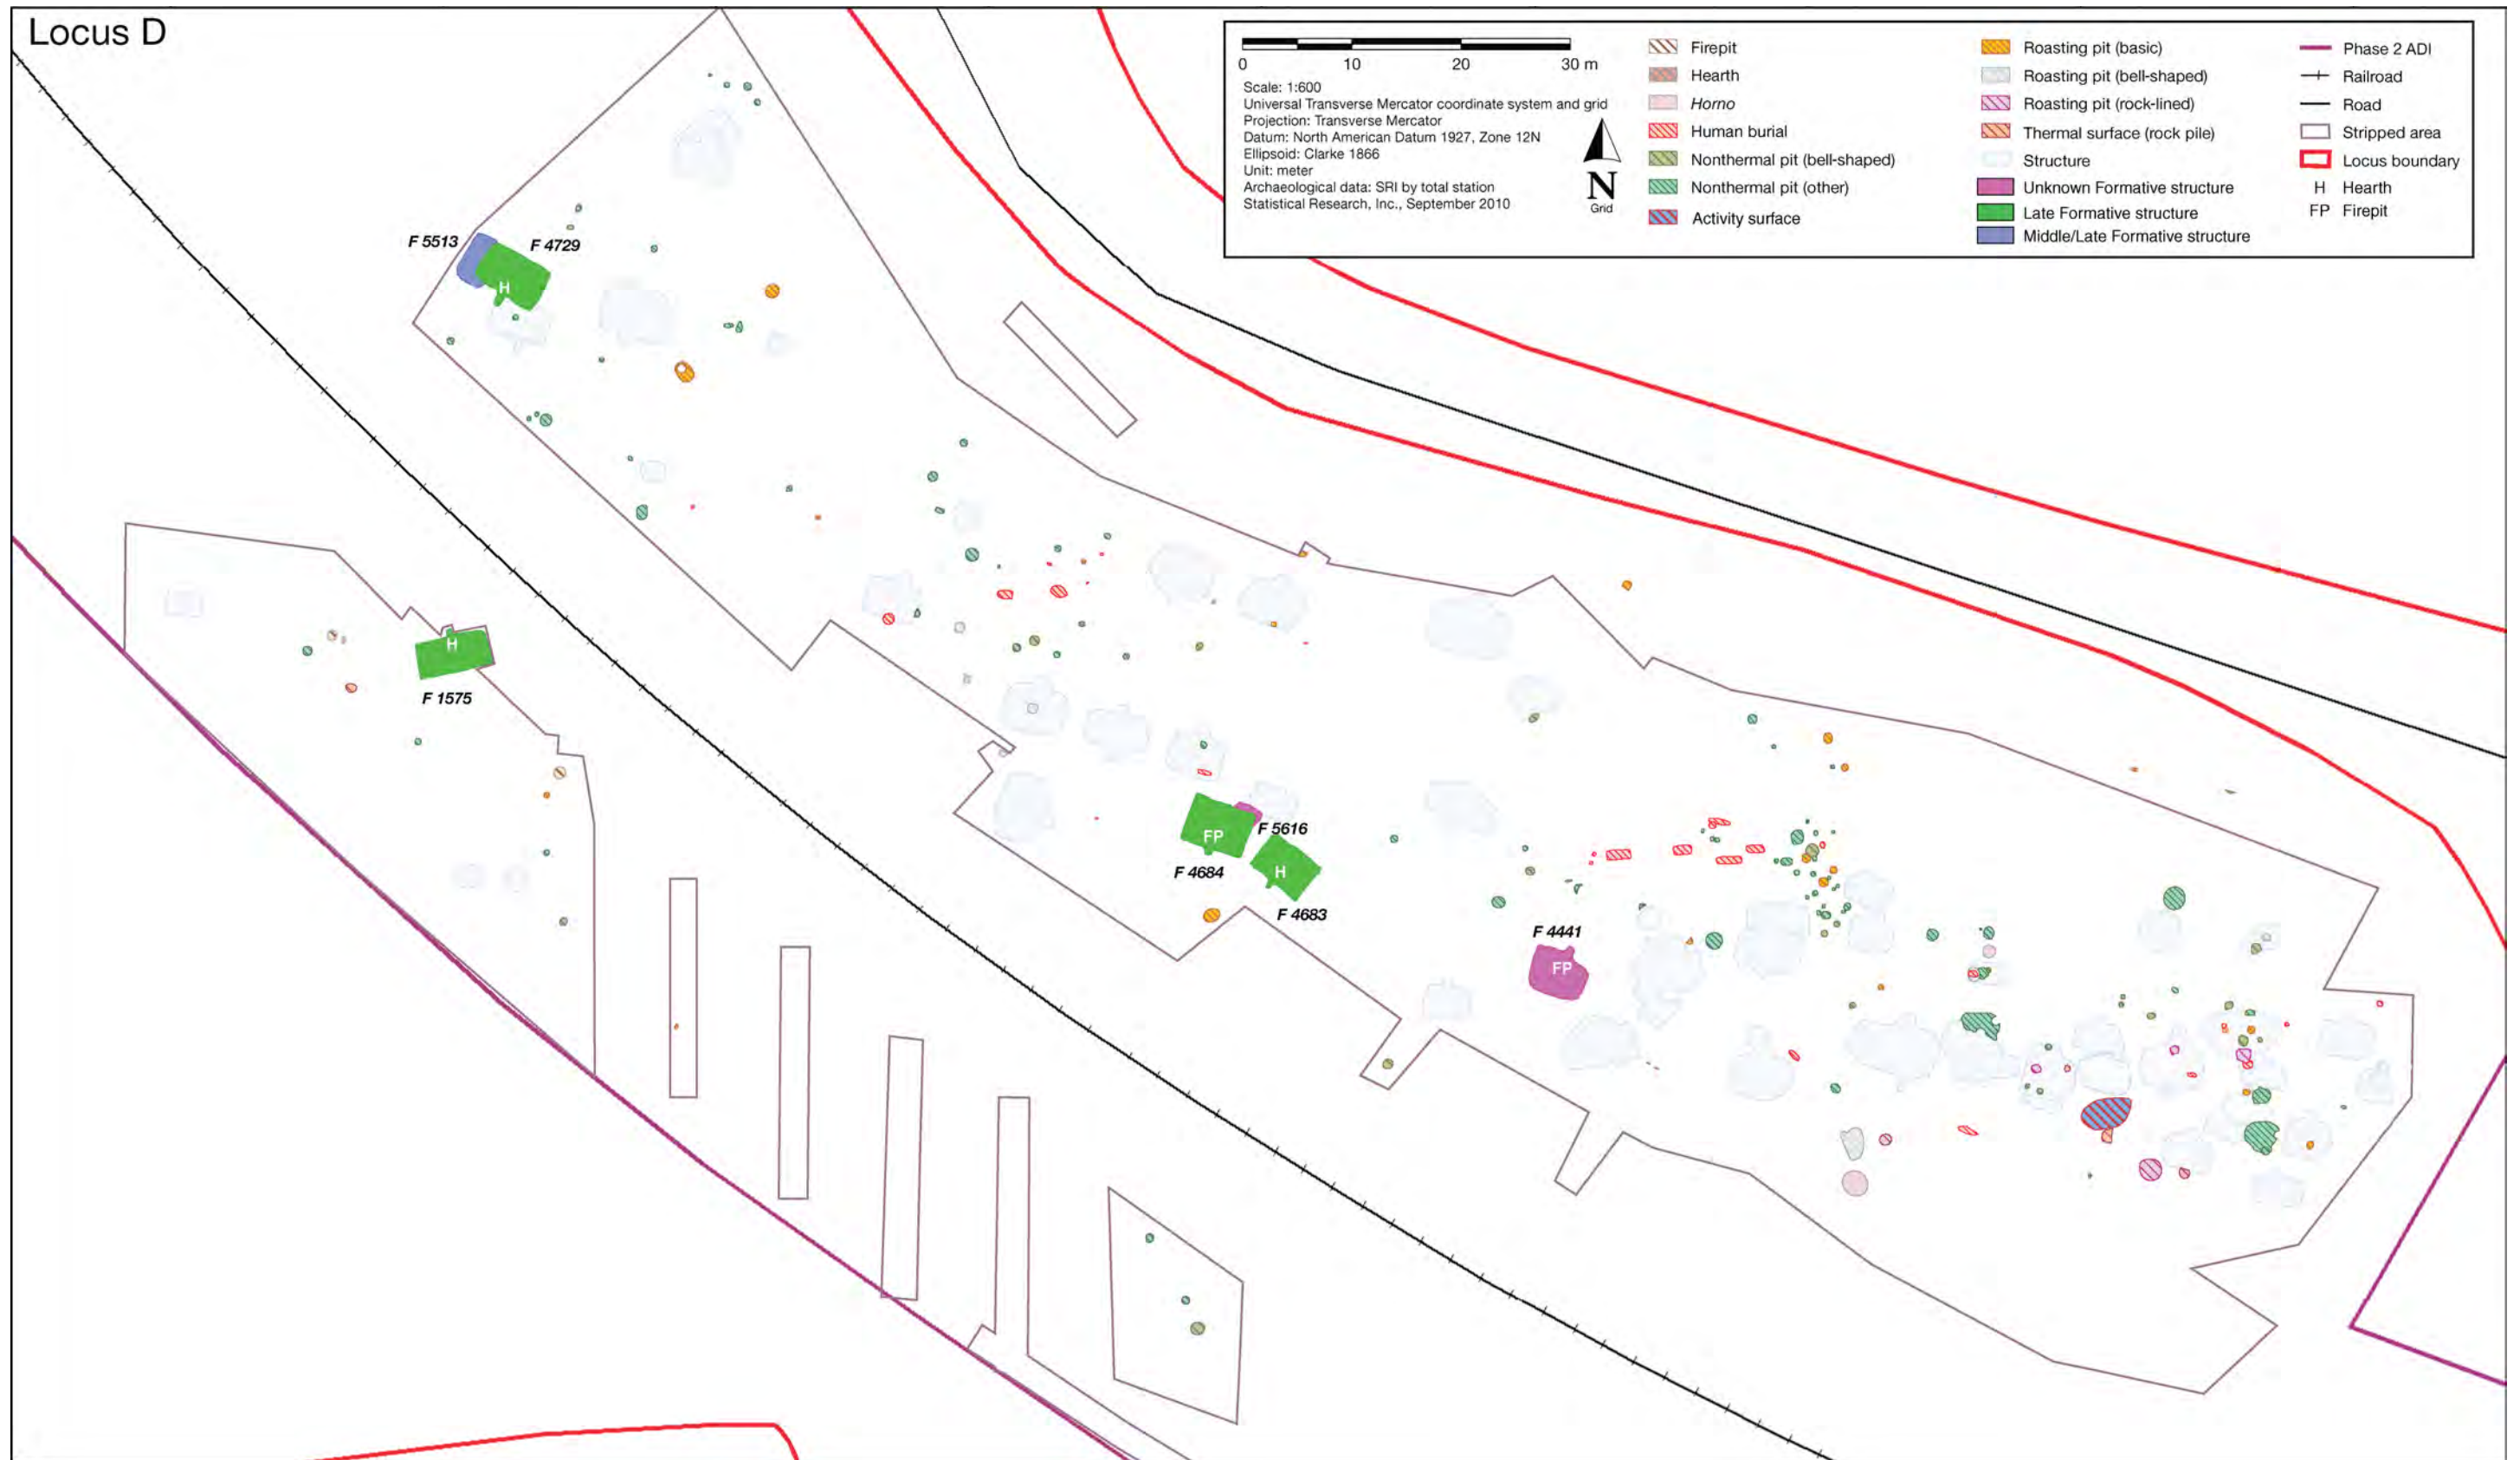 Locus D
0 10 20 30 m
Scale: 1:600
Universal Transverse Mercator coordinate system and grid
Projection: Transverse Mercator
Datum: North American Datum 1927, Zone 12N
Ellipsoid: Clarke 1866
Unit: meter
Archaeological data: SRI by total station
Statistical Research, Inc., September 2010
N
Grid
Firepit
Hearth
Horno
Human burial
Nonthermal pit (bell-shaped)
Nonthermal pit (other)
Activity surface
Roasting pit (basic)
Roasting pit (bell-shaped)
Roasting pit (rock-lined)
Thermal surface (rock pile)
Structure
Unknown Formative structure
Late Formative structure
Middle/Late Formative structure
Phase 2 ADI
Railroad
Road
Stripped area
Locus boundary
H Hearth
FP Firepit
F 5513
F 4729
H
H
F 1575
F 5616
FP
F 4684
H
F 4683
F 4441
FP